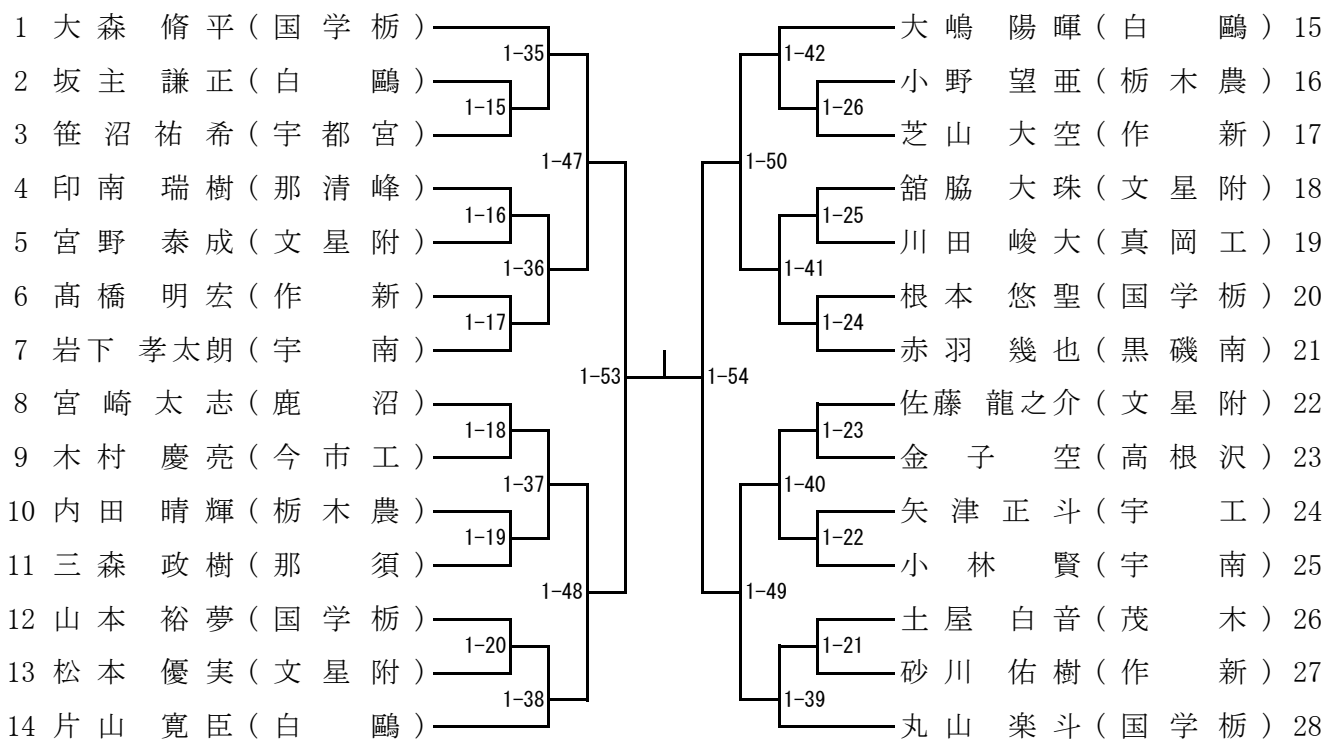 1 大森 脩平(国学栃)
2 坂主 謙正(白 鷗)
3 笹沼祐希(宇都宮)
4 印南 瑞樹(那清峰)
5 宮野 泰成(文星附)
6 髙橋 明宏(作 新)
7 岩下 孝太朗(宇 南)
8 宮崎太志(鹿 沼)
9 木村 慶亮(今市工)
10 内田 晴輝(栃木農)
11 三森 政樹(那 須)
12 山本 裕夢(国学栃)
13 松本 優実(文星附)
14 片山 寛臣(白 鷗)
1-35
1-15
1-47
1-16
1-36
1-17
1-53
1-18
1-37
1-19
1-48
1-20
1-38
1-42
1-26
1-50
1-25
1-41
1-24
1-54
1-23
1-40
1-22
1-49
1-21
1-39
大嶋 陽暉(白 鷗)15
小野 望亜(栃木農)16
芝山 大空(作 新)17
舘脇 大珠(文星附)18
川田 峻大(真岡工)19
根本 悠聖(国学栃)20
赤羽 幾也(黒磯南)21
佐藤 龍之介(文星附)22
金子 空(高根沢)23
矢津正斗(宇 工)24
小林 賢(宇 南)25
土屋 白音(茂 木)26
砂川 佑樹(作 新)27
丸山 楽斗(国学栃)28